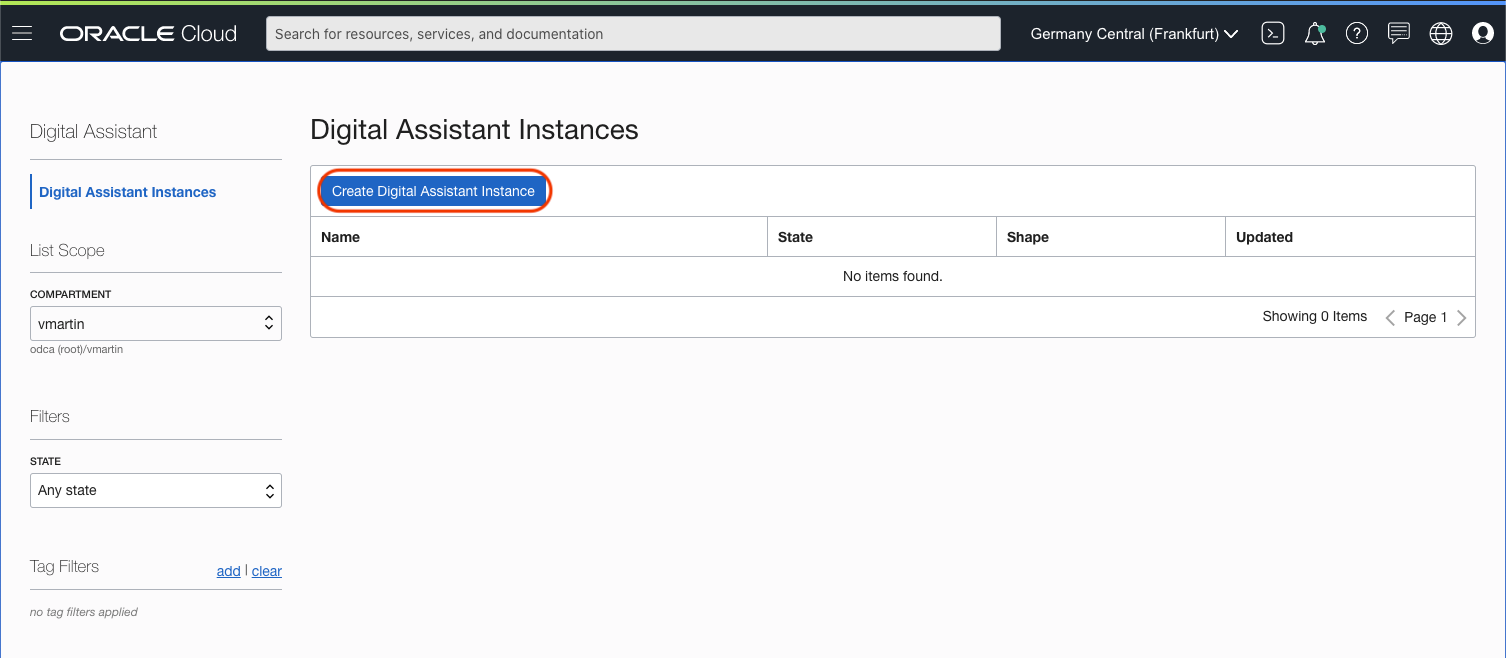 ORACLE Cloud
Search for resources, services, and documentation
Germany Central (Frankfurt)
Digital Assistant
Digital Assistant Instances
List Scope
COMPARTMENT
vmartin
odca (root)/vmartin
Filters
STATE
Any state
Tag Filters
add | clear
no tag filters applied
Digital Assistant Instances
Create Digital Assistant Instance
Name State Shape Updated
No items found.
Showing 0 Items Page 1